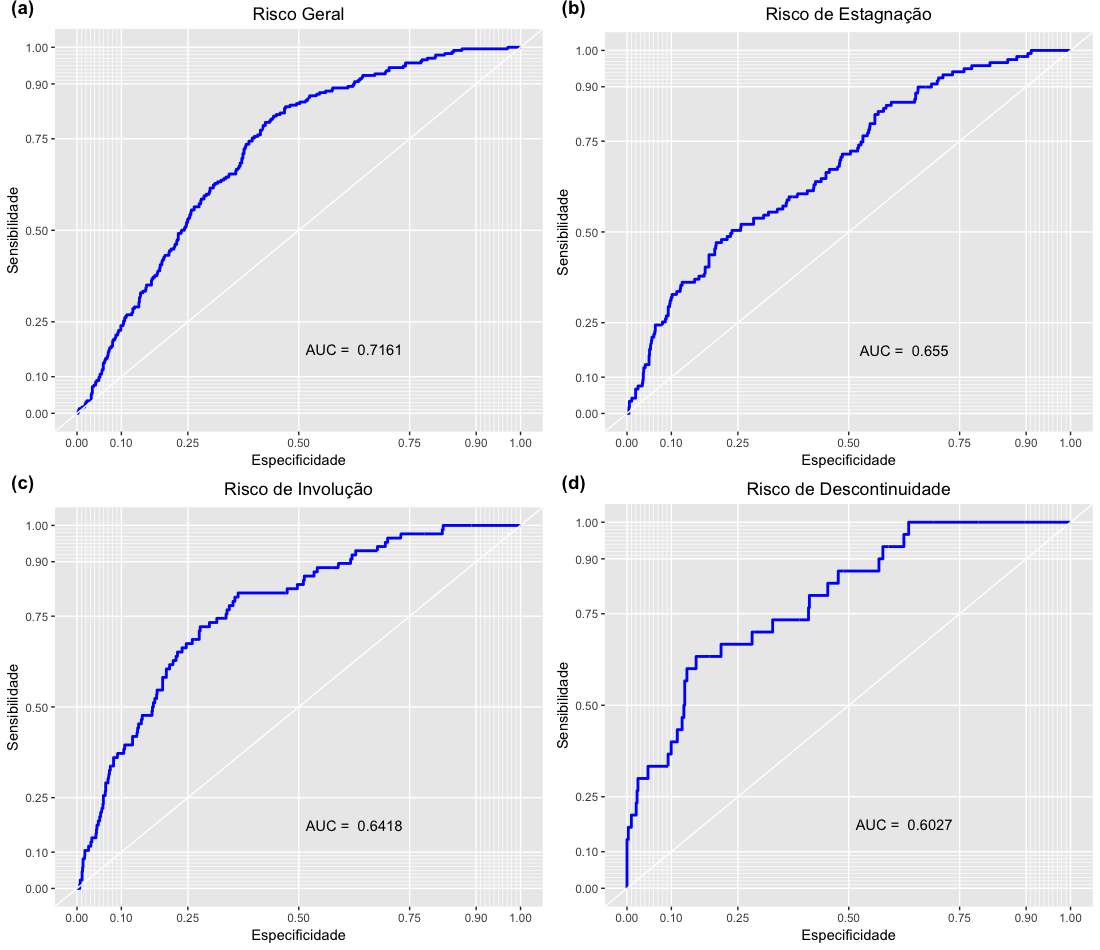 (a)
Risco Geral
1.00
0.90
0.75
0.50
0.25
0.10
0.00
Sensibilidade
AUC = 0.7161
0.00 0.10 0.25 0.50 0.75 0.90 1.00
Especificidade
(b)
Risco de Estagnação
1.00
0.90
0.75
0.50
0.25
0.10
0.00
Sensibilidade
AUC = 0.655
0.00 0.10 0.25 0.50 0.75 0.90 1.00
Especificidade
(c)
Risco de Involução
1.00
0.90
0.75
0.50
0.25
0.10
0.00
Sensibilidade
AUC = 0.6418
0.00 0.10 0.25 0.50 0.75 0.90 1.00
Especificidade
(d)
Risco de Descontinuidade
1.00
0.90
0.75
0.50
0.25
0.10
0.00
Sensibilidade
AUC = 0.6027
0.00 0.10 0.25 0.50 0.75 0.90 1.00
Especificidade